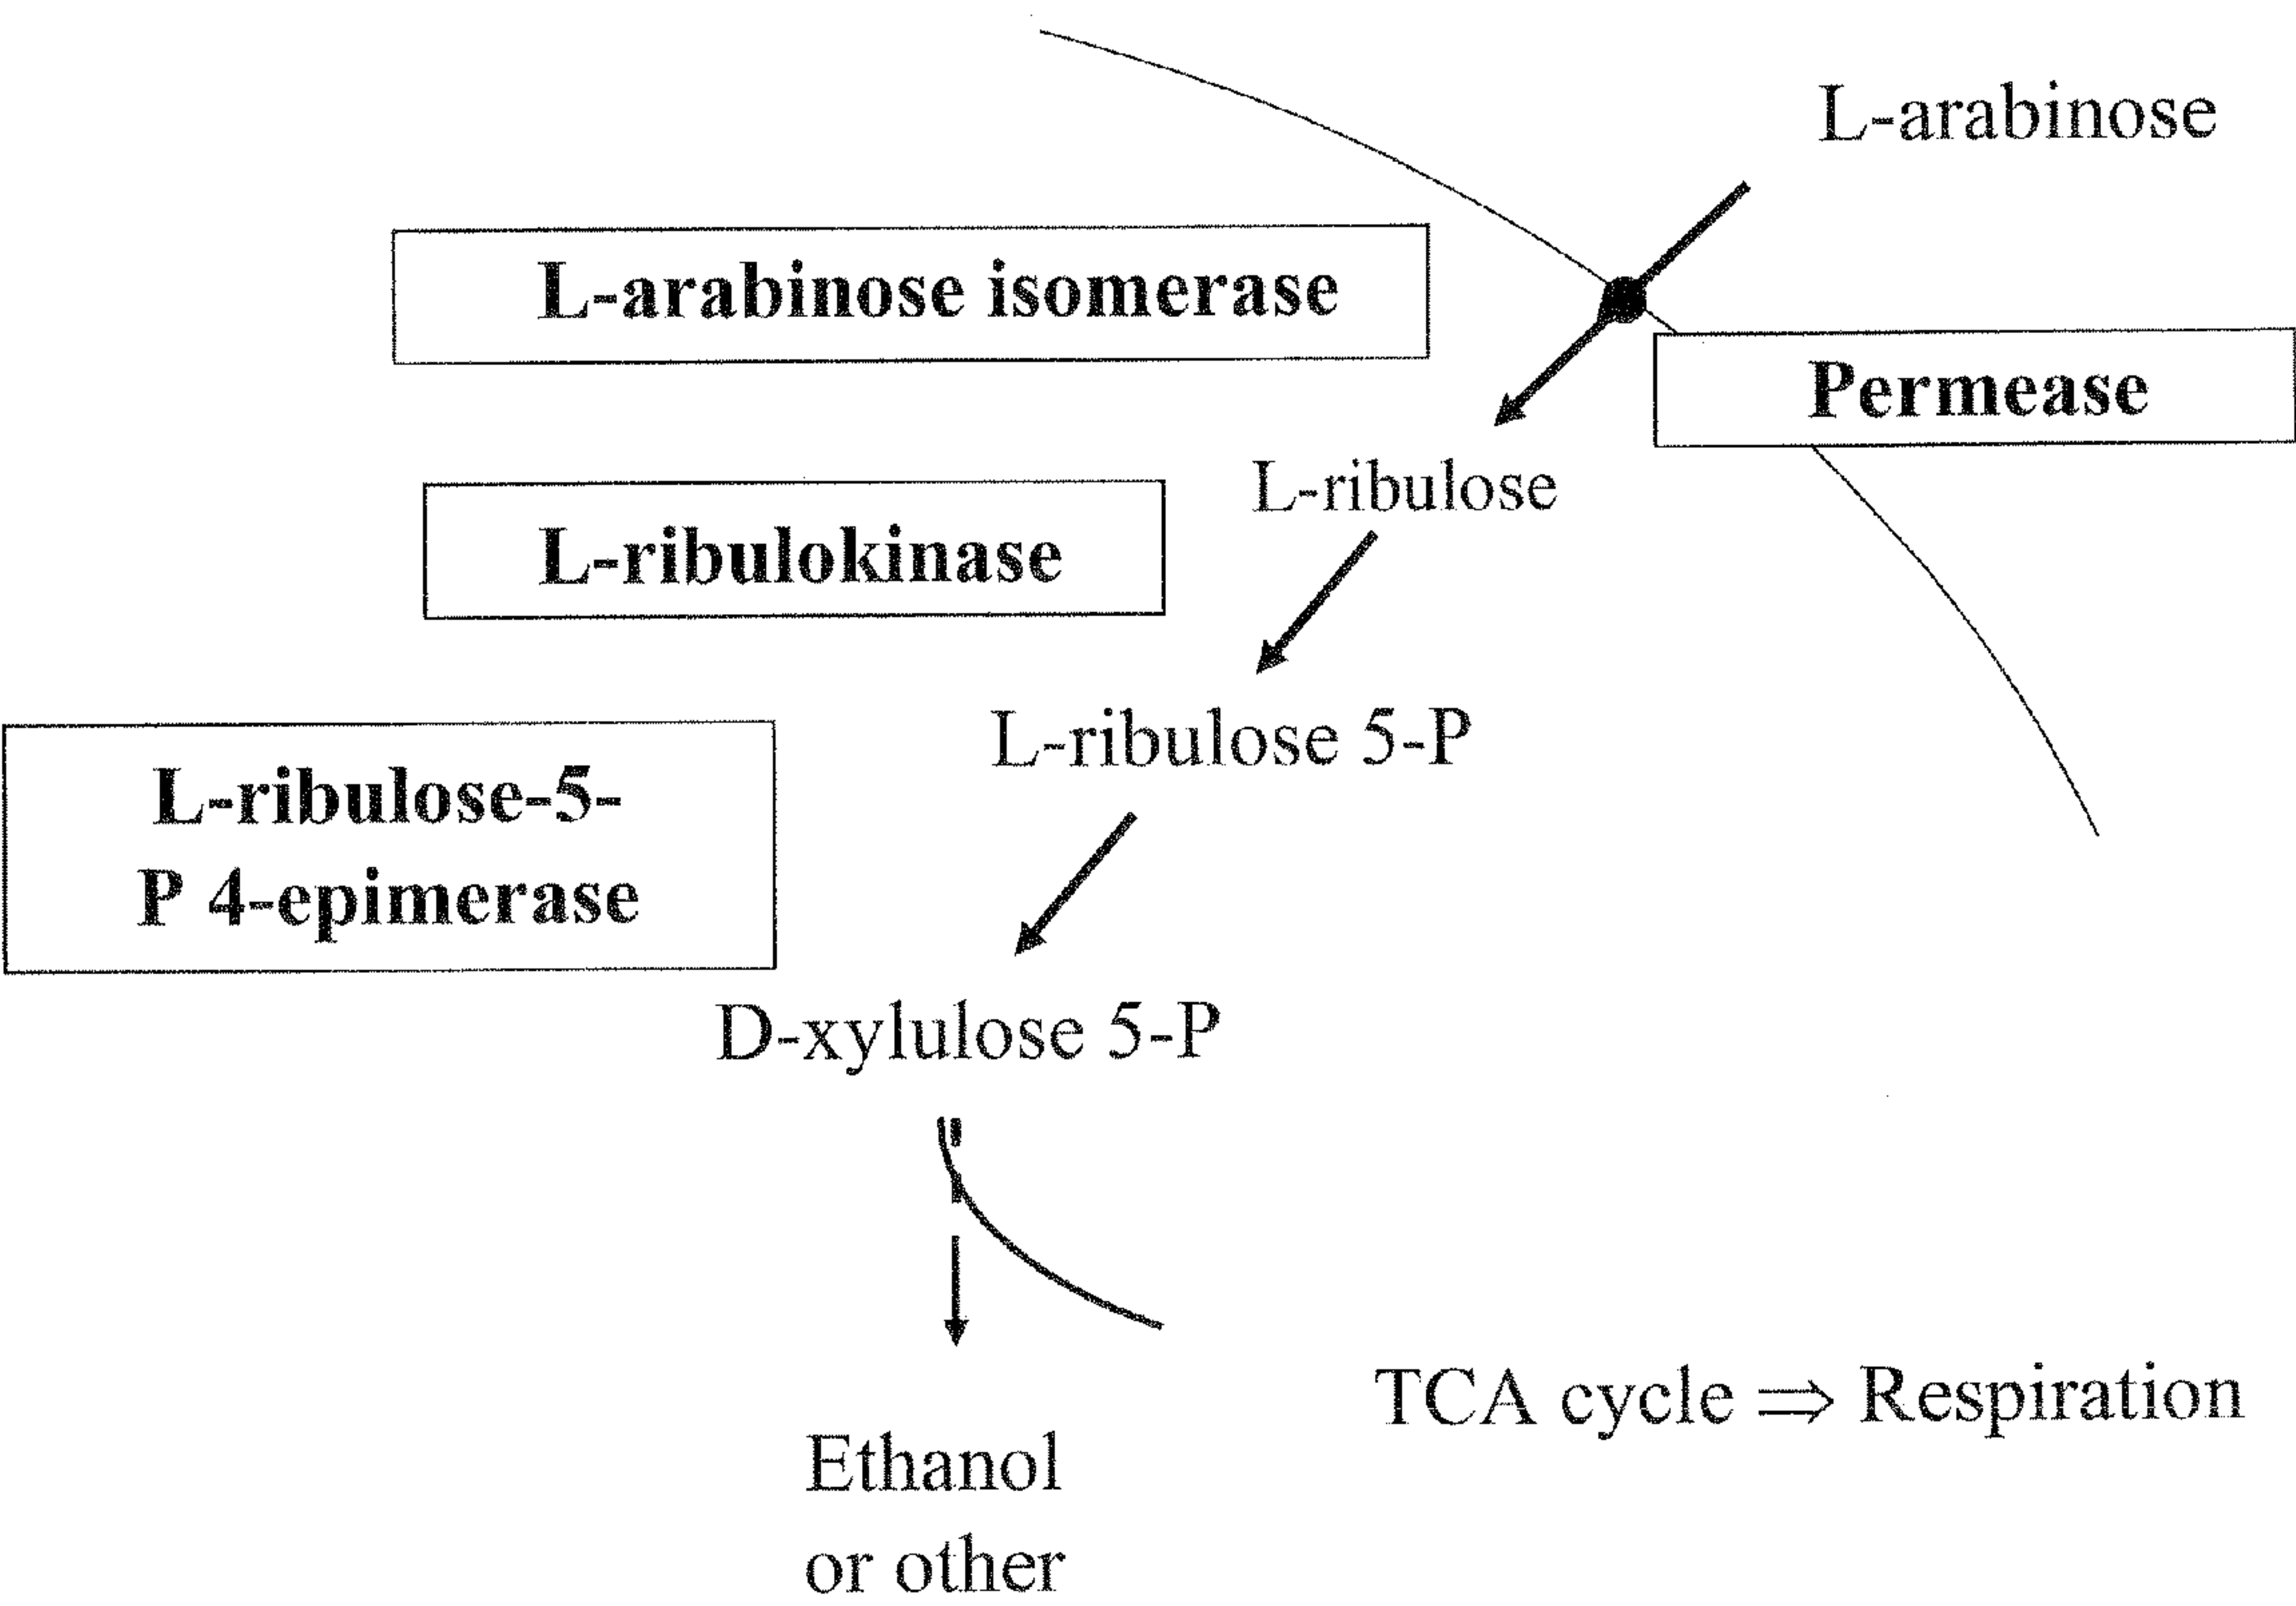 L-arabinose
L-arabinose isomerase
Permease
L-ribulose
L-ribulokinase
L-ribulose 5-P
L-ribulose-5-
P 4-epimerase
D-xylulose 5-P
TCA cycle ⇒ Respiration
Ethanol
or other